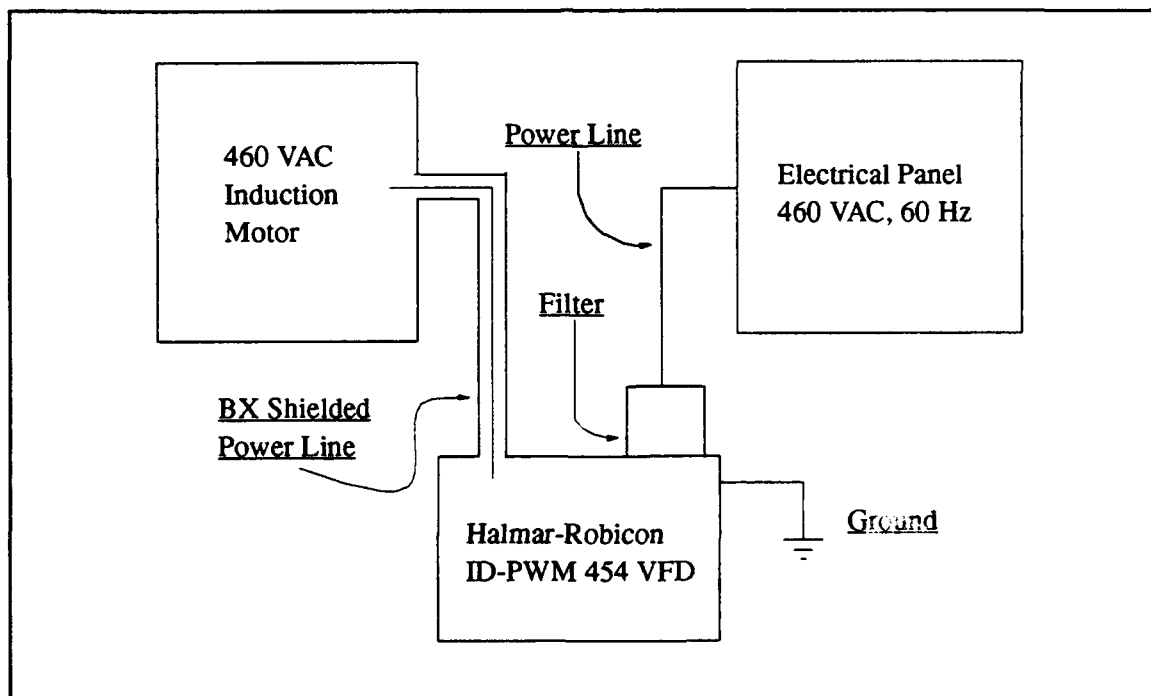 460 VAC
Induction
Motor
Power Line
Electrical Panel
460 VAC, 60 Hz
Filter
BX Shielded
Power Line
Halmar-Robicon
ID-PWM 454 VFD
Ground